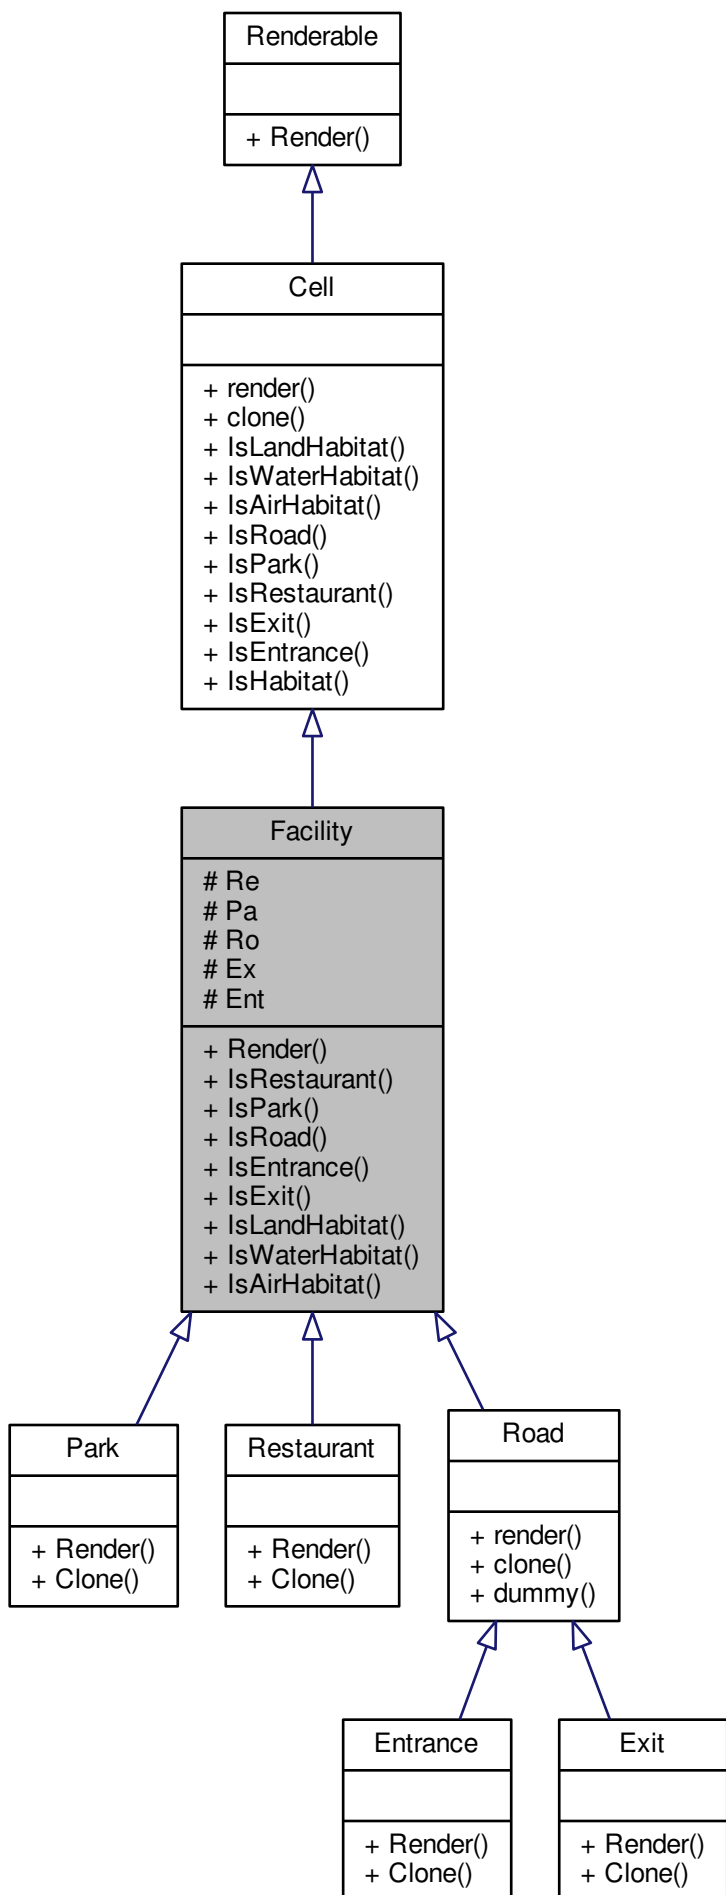 Renderable
+ Render()
Cell
+ render()
+ clone()
+ IsLandHabitat()
+ IsWaterHabitat()
+ IsAirHabitat()
+ IsRoad()
+ IsPark()
+ IsRestaurant()
+ IsExit()
+ IsEntrance()
+ IsHabitat()
Facility
# Re
# Pa
# Ro
# Ex
# Ent
+ Render()
+ IsRestaurant()
+ IsPark()
+ IsRoad()
+ IsEntrance()
+ IsExit()
+ IsLandHabitat()
+ IsWaterHabitat()
+ IsAirHabitat()
Park
+ Render()
+ Clone()
Restaurant
+ Render()
+ Clone()
Road
+ render()
+ clone()
+ dummy()
Entrance
+ Render()
+ Clone()
Exit
+ Render()
+ Clone()